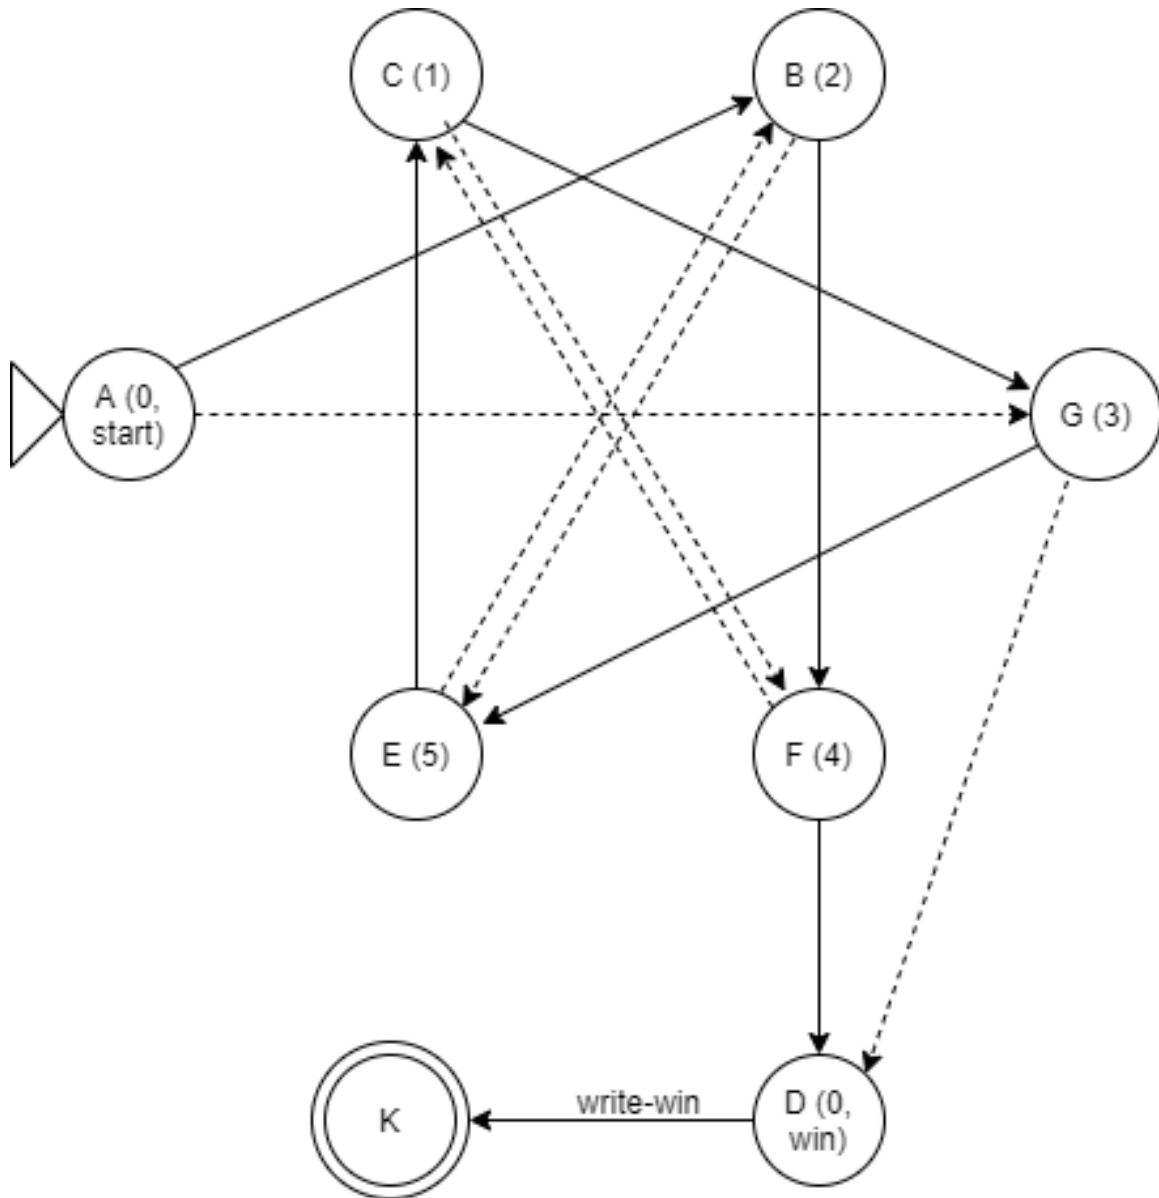 C (1)
B (2)
A (0,
start)
G (3)
E (5)
F (4)
write-win
K
D (0,
win)